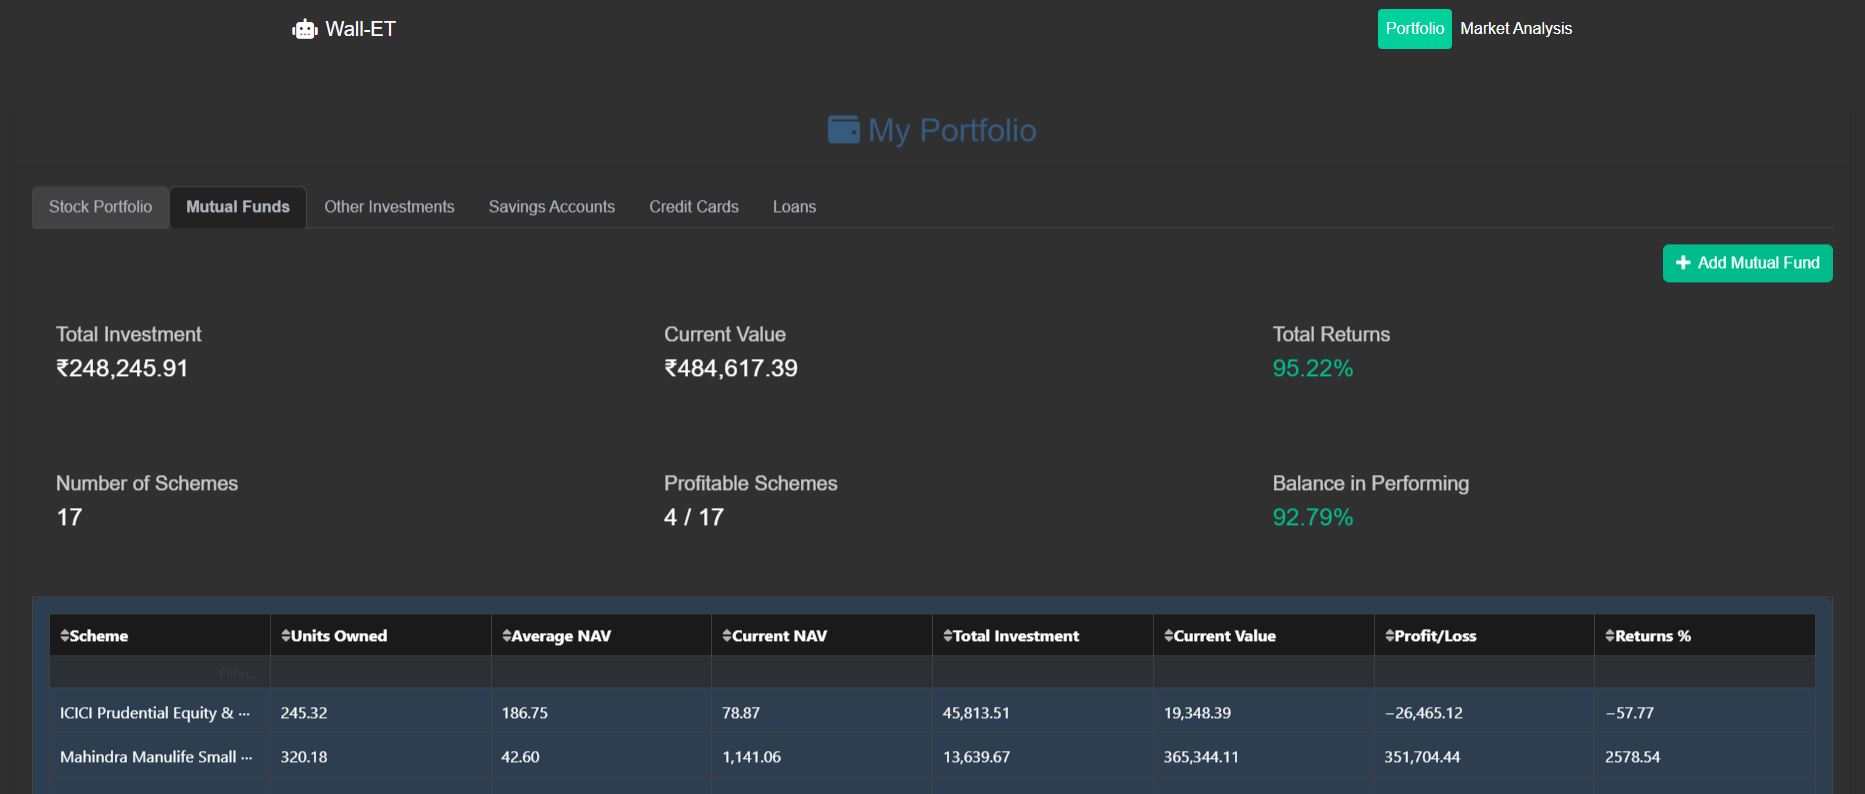 Wall-ET
Portfolio Market Analysis
My Portfolio
Stock Portfolio Mutual Funds Other Investments Savings Accounts Credit Cards Loans
Add Mutual Fund
Total Investment Current Value Total Returns
₹248,245.91 ₹484,617.39 95.22%
Number of Schemes Profitable Schemes Balance in Performing
17 4 / 17 92.79%
Scheme Units Owned Average NAV Current NAV Total Investment Current Value Profit/Loss Returns %
Filter...
ICICI Prudential Equity & ... 245.32 186.75 78.87 45,813.51 19,348.39 −26,465.12 −57.77
Mahindra Manulife Small ... 320.18 42.60 1,141.06 13,639.67 365,344.11 351,704.44 2578.54